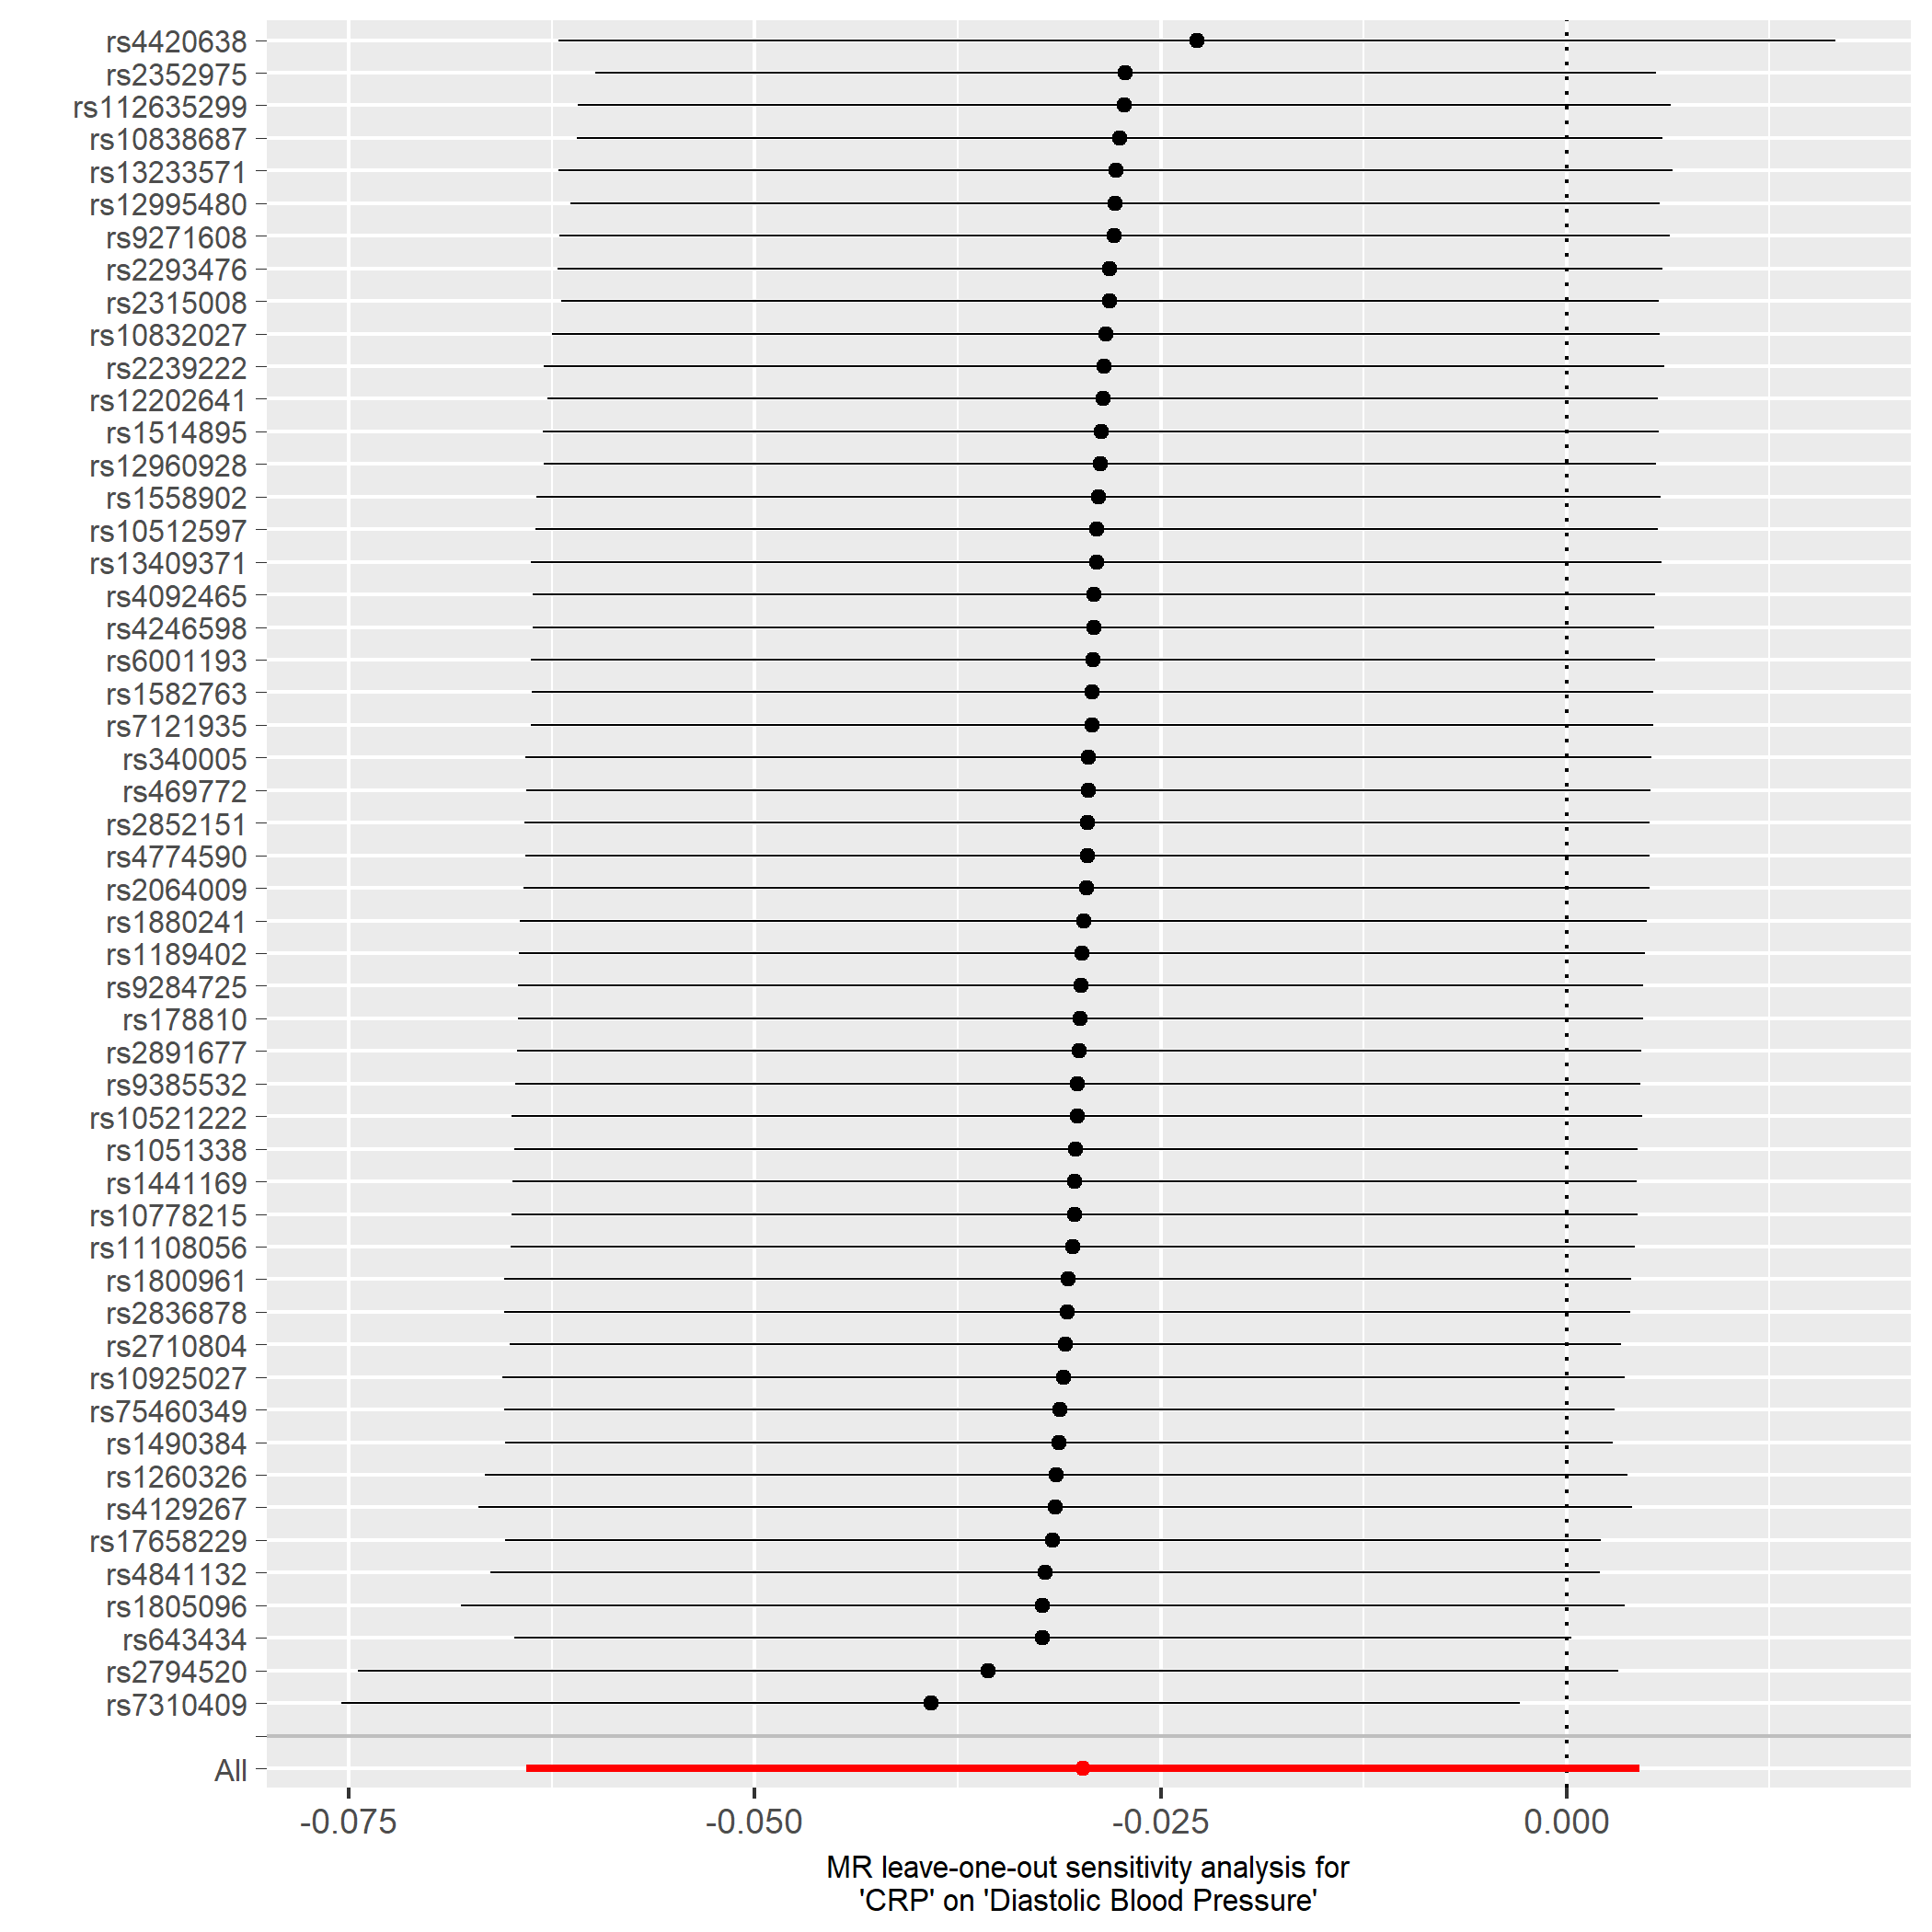 rs4420638
rs2352975
rs112635299
rs10838687
rs13233571
rs12995480
rs9271608
rs2293476
rs2315008
rs10832027
rs2239222
rs12202641
rs1514895
rs12960928
rs1558902
rs10512597
rs13409371
rs4092465
rs4246598
rs6001193
rs1582763
rs7121935
rs340005
rs469772
rs2852151
rs4774590
rs2064009
rs1880241
rs1189402
rs9284725
rs178810
rs2891677
rs9385532
rs10521222
rs1051338
rs1441169
rs10778215
rs11108056
rs1800961
rs2836878
rs2710804
rs10925027
rs75460349
rs1490384
rs1260326
rs4129267
rs17658229
rs4841132
rs1805096
rs643434
rs2794520
rs7310409
All
-0.075 -0.050 -0.025 0.000
MR leave-one-out sensitivity analysis for
'CRP' on 'Diastolic Blood Pressure'